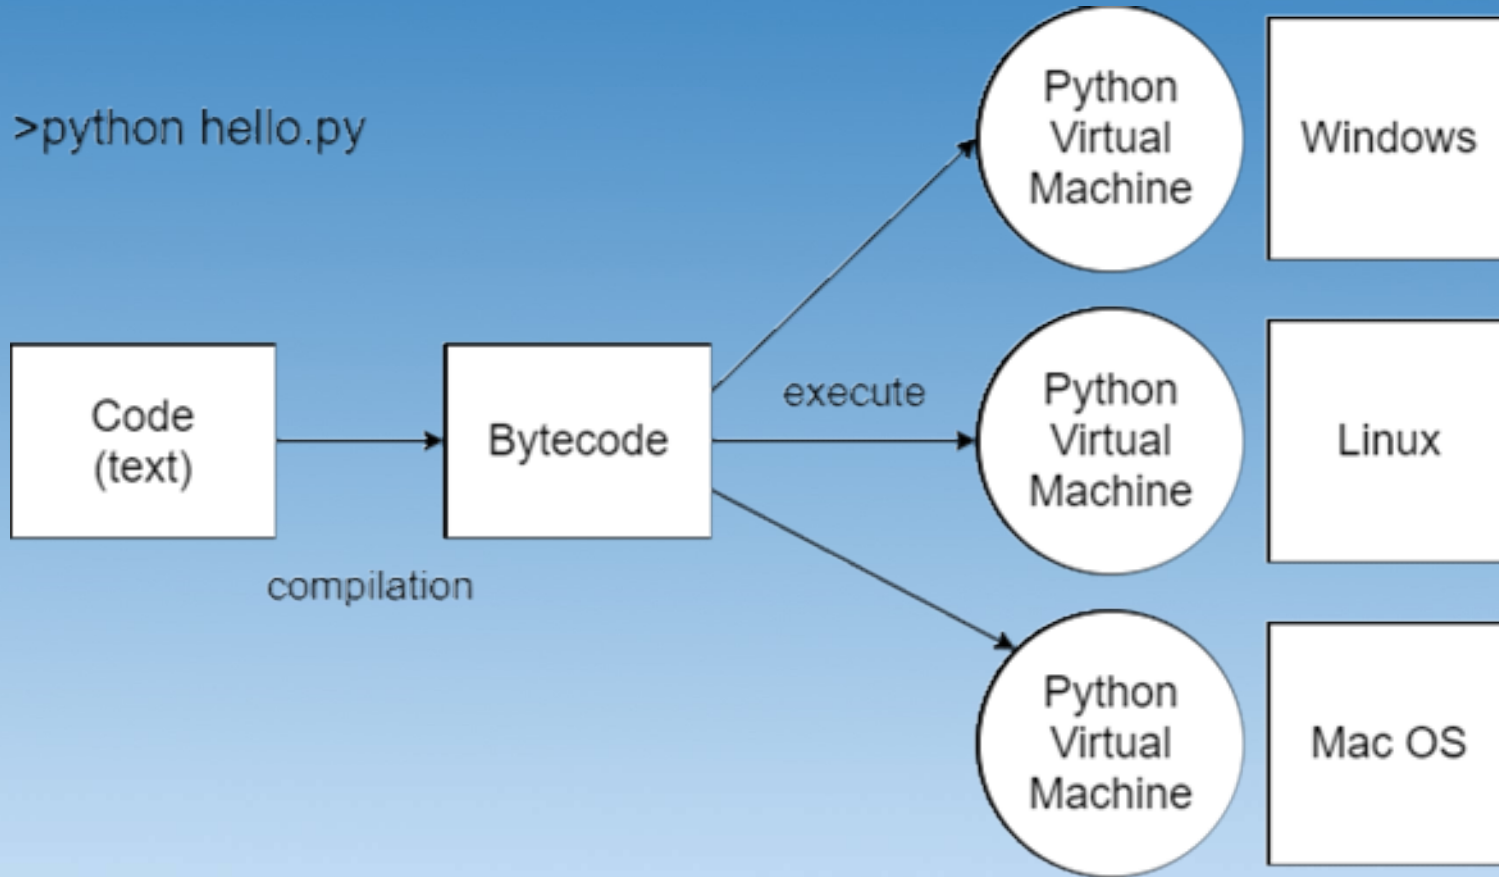 >python hello.py
Code
(text)
compilation
Bytecode
execute
Python
Virtual
Machine
Windows
Python
Virtual
Machine
Linux
Python
Virtual
Machine
Mac OS